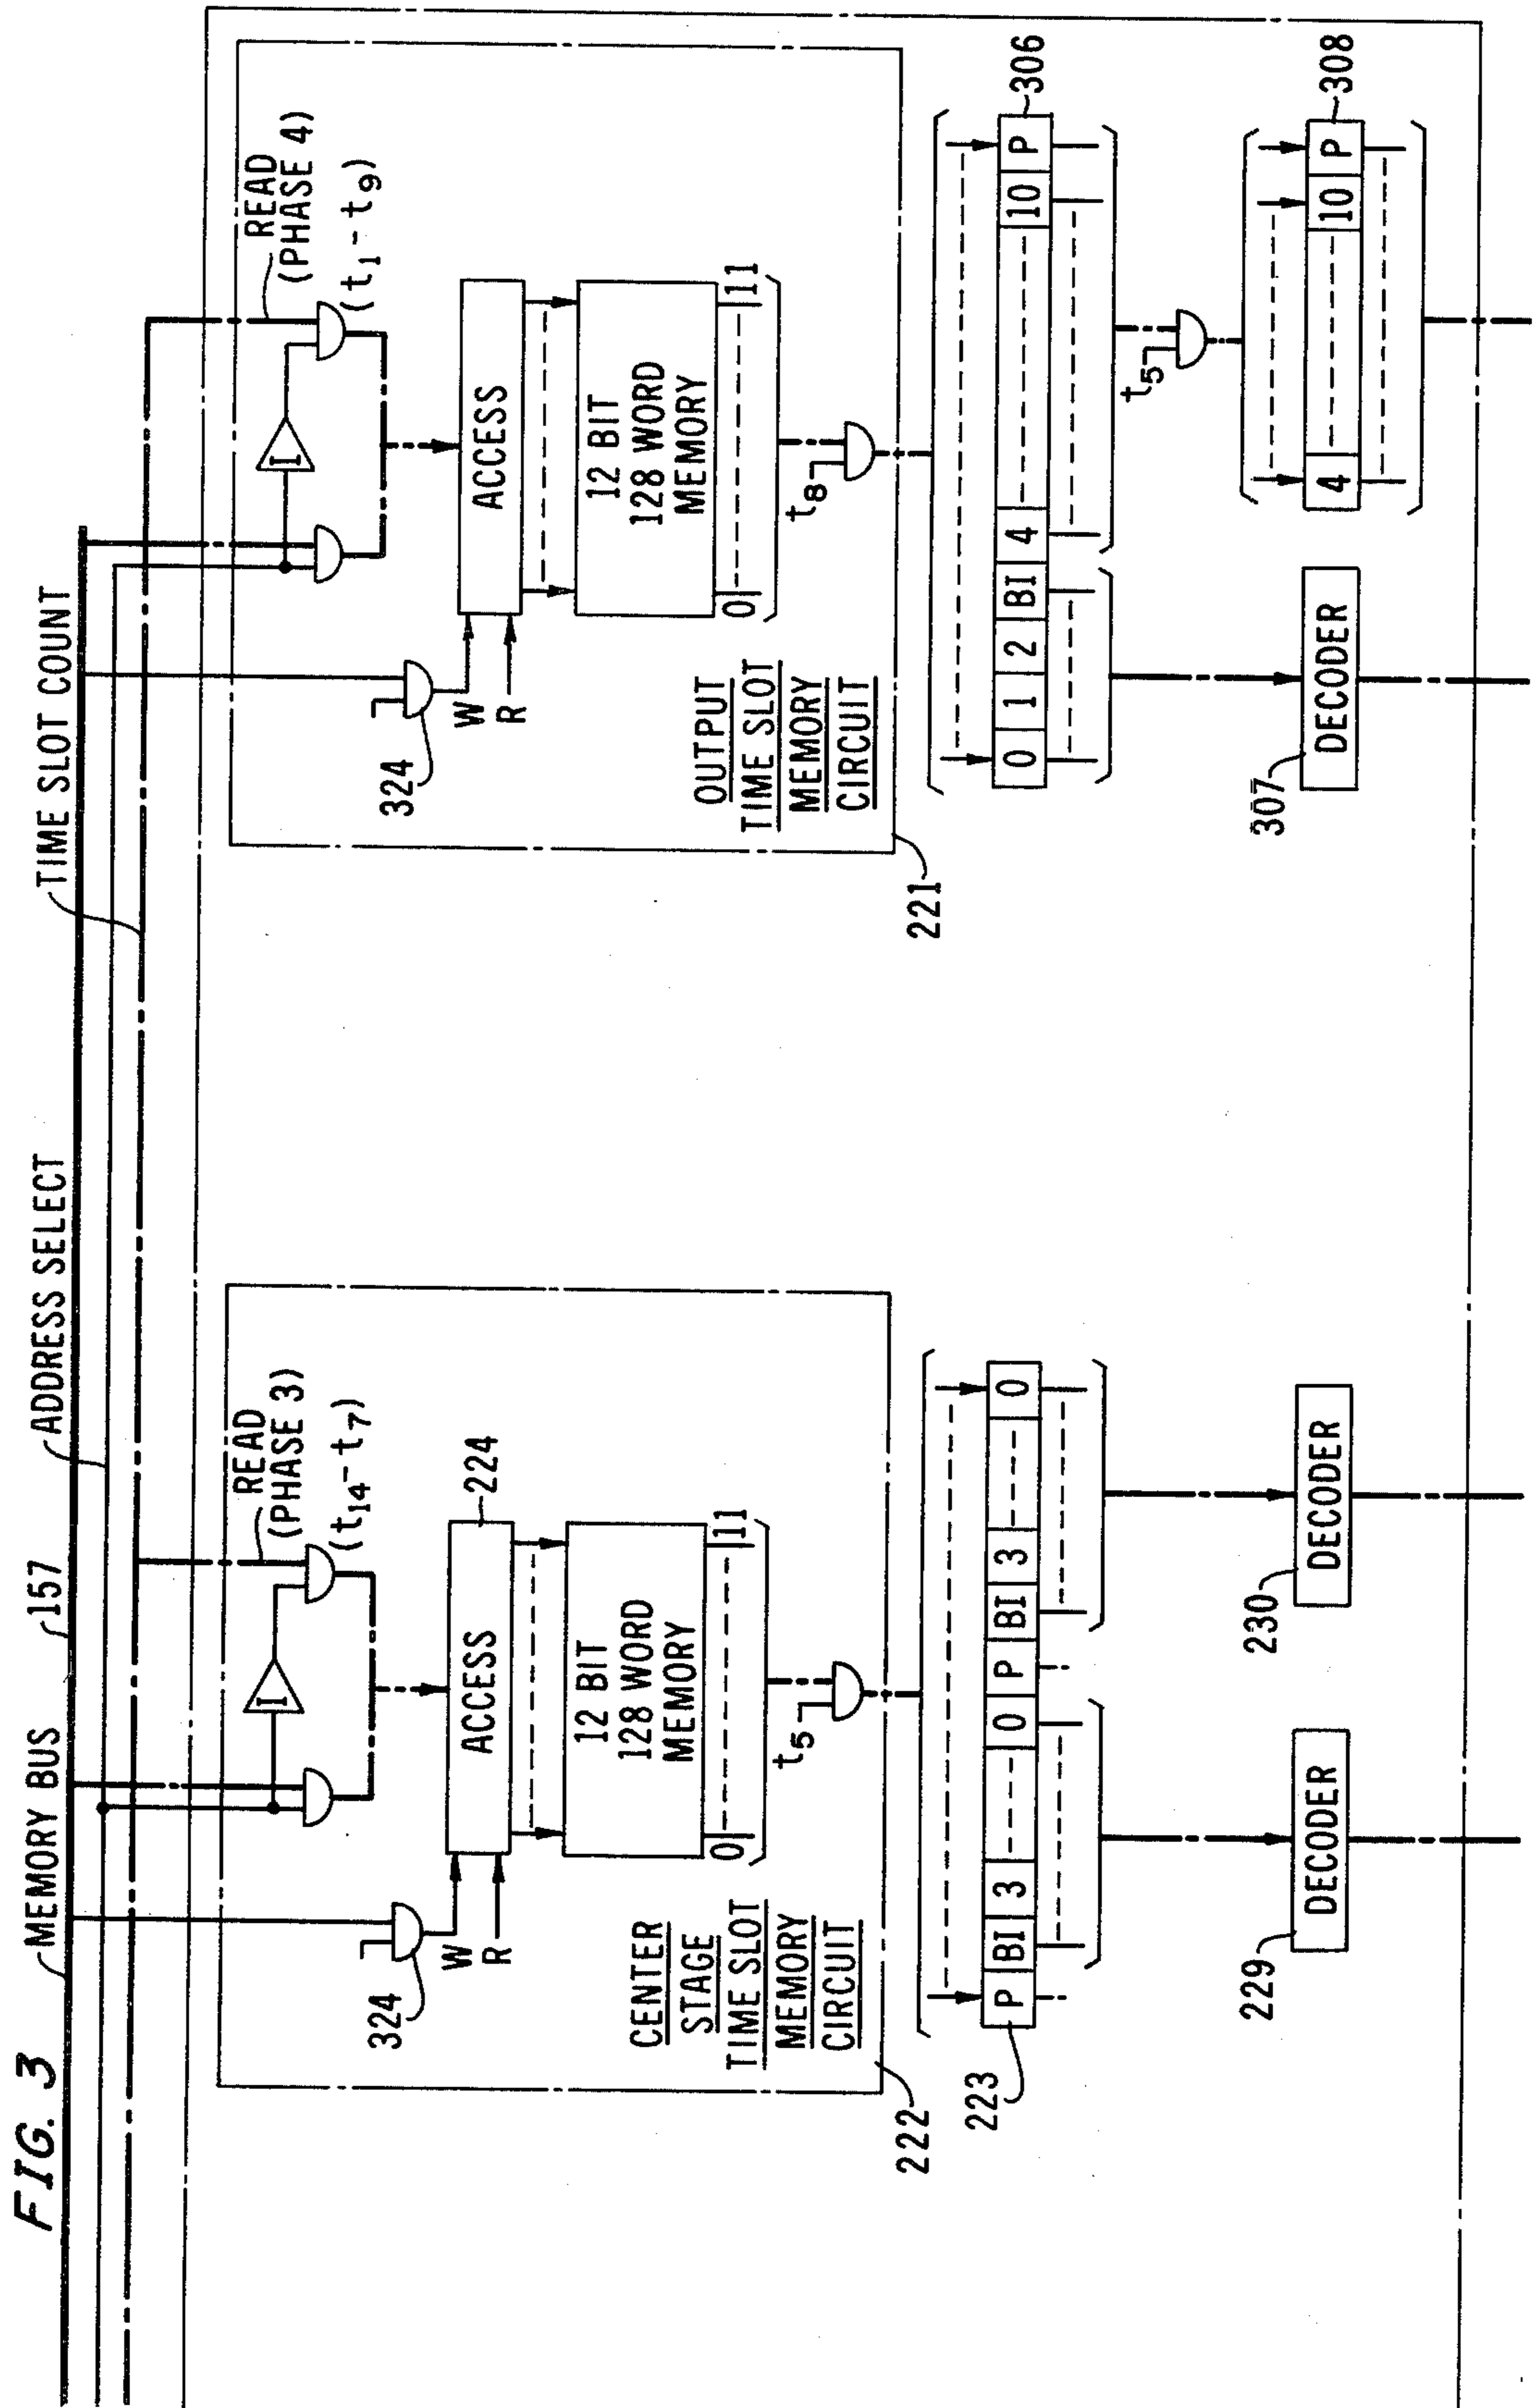 FIG. 3
MEMORY BUS
157
ADDRESS SELECT
TIME SLOT COUNT
READ
(PHASE 3)
(t14-t7)
I
324
W
R
ACCESS
224
12 BIT
128 WORD
MEMORY
0
11
t5
CENTER
STAGE
TIME SLOT
MEMORY
CIRCUIT
222
223
P BI 3 0 P BI 3 0
229
DECODER
230
DECODER
READ
(PHASE 4)
(t1-t9)
I
324
W
R
ACCESS
12 BIT
128 WORD
MEMORY
0
11
t8
OUTPUT
TIME SLOT
MEMORY
CIRCUIT
221
0 1 2 BI 4 10 P
306
t5
307
DECODER
4 10 P
308